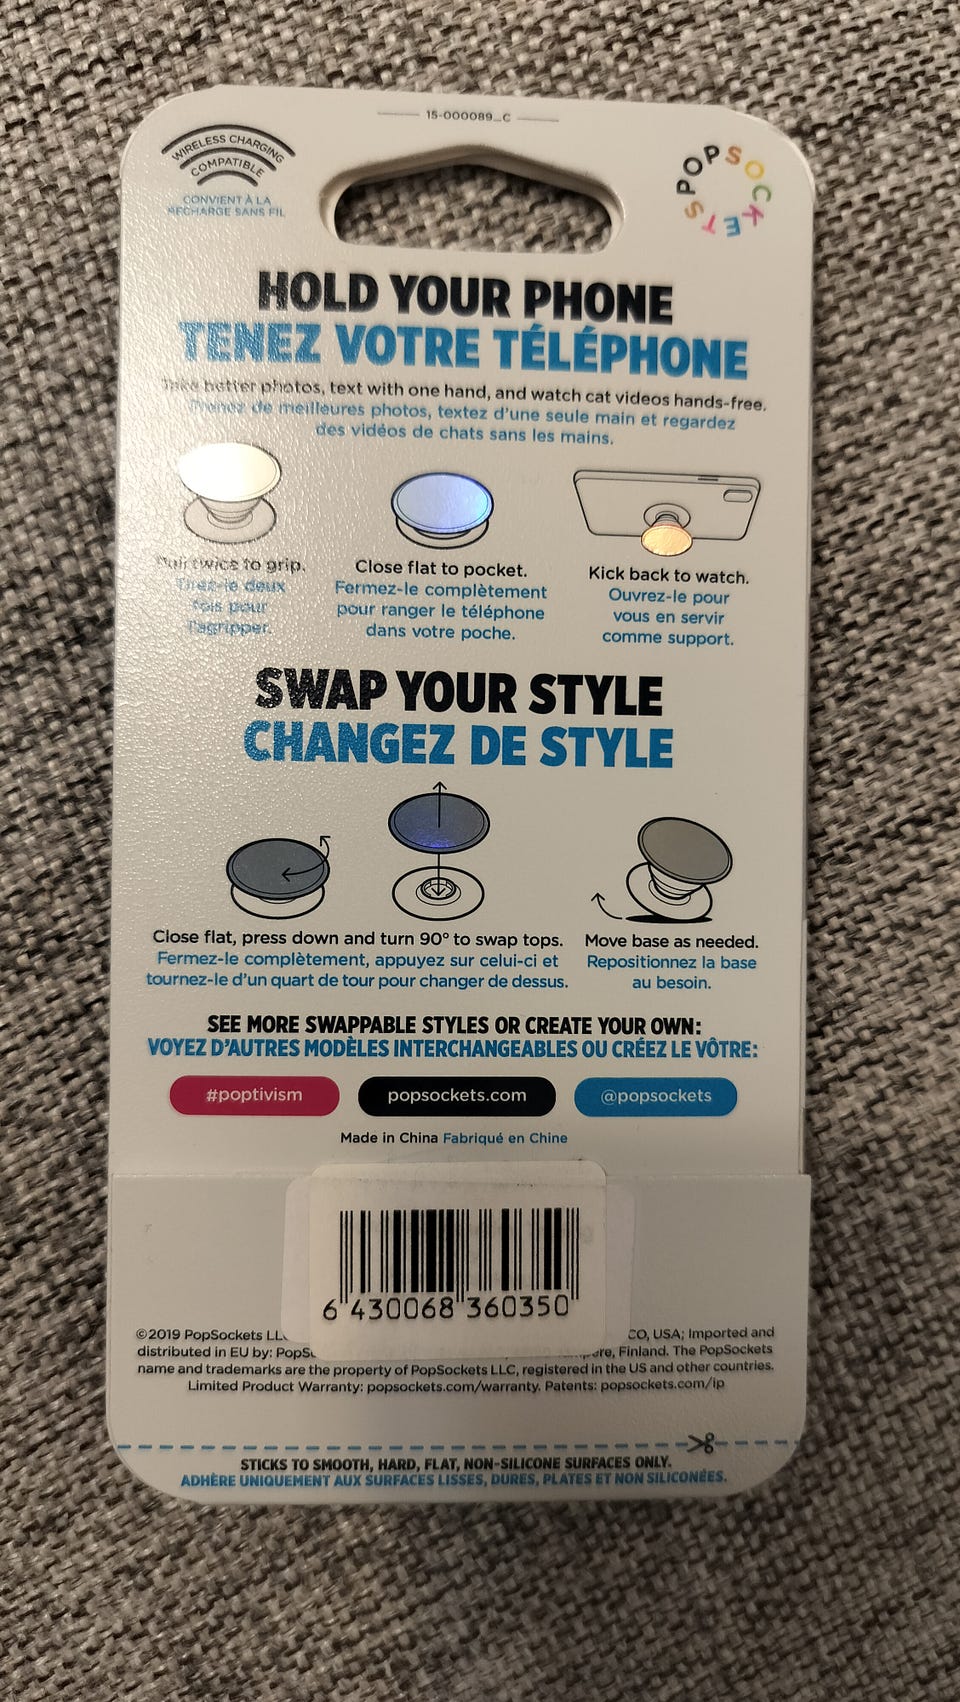 15-000089_C
WIRELESS CHARGING
COMPATIBLE
CONVIENT À LA
RECHARGE SANS FIL
POPSOCKETS
HOLD YOUR PHONE
TENEZ VOTRE TÉLÉPHONE
Take better photos, text with one hand, and watch cat videos hands-free.
Prenez de meilleures photos, textez d'une seule main et regardez
des vidéos de chats sans les mains.
Pull twice to grip.
Tirez-le deux
fois pour
l'agripper.
Close flat to pocket.
Fermez-le complètement
pour ranger le téléphone
dans votre poche.
Kick back to watch.
Ouvrez-le pour
vous en servir
comme support.
SWAP YOUR STYLE
CHANGEZ DE STYLE
Close flat, press down and turn 90° to swap tops.
Fermez-le complètement, appuyez sur celui-ci et
tournez-le d'un quart de tour pour changer de dessus.
Move base as needed.
Repositionnez la base
au besoin.
SEE MORE SWAPPABLE STYLES OR CREATE YOUR OWN:
VOYEZ D'AUTRES MODÈLES INTERCHANGEABLES OU CRÉEZ LE VÔTRE:
#poptivism
popsockets.com
@popsockets
Made in China Fabriqué en Chine
6 430068 360350
©2019 PopSockets CO, USA; Imported and
distributed in EU by: Finland. The PopSockets
name and trademarks are the property of PopSockets LLC, registered in the US and other countries.
Limited Product Warranty: popsockets.com/warranty. Patents: popsockets.com/ip
STICKS TO SMOOTH, HARD, FLAT, NON-SILICONE SURFACES ONLY.
ADHÈRE UNIQUEMENT AUX SURFACES LISSES, DURES, PLATES ET NON SILICONÉES.